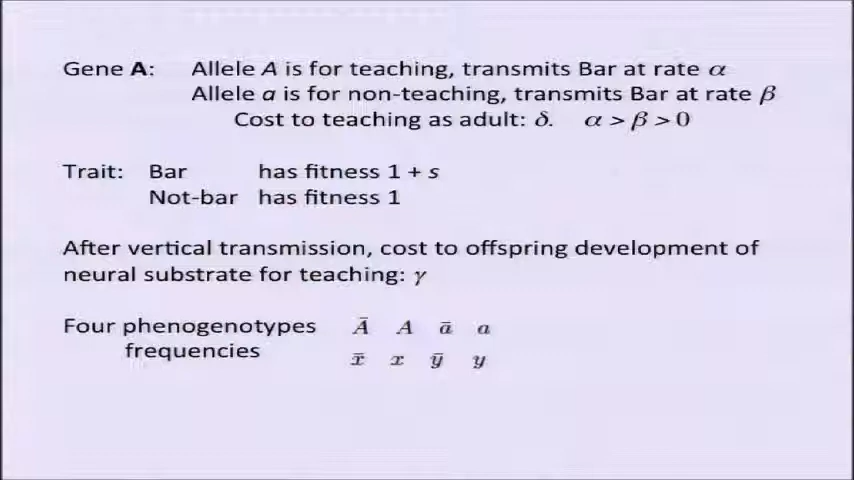 Gene A: Allele A is for teaching, transmits Bar at rate α
Allele a is for non-teaching, transmits Bar at rate β
Cost to teaching as adult: δ. α > β > 0
Trait: Bar has fitness 1 + s
Not-bar has fitness 1
After vertical transmission, cost to offspring development of
neural substrate for teaching: γ
Four phenogenotypes Ā A ā a
frequencies x̄ x ȳ y